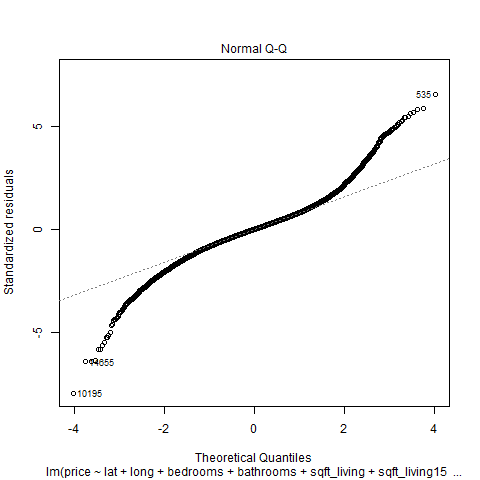 Normal Q-Q
Standardized residuals
5
0
-5
535
14655
10195
-4
-2
0
2
4
Theoretical Quantiles
lm(price ~ lat + long + bedrooms + bathrooms + sqft_living + sqft_living15 ...